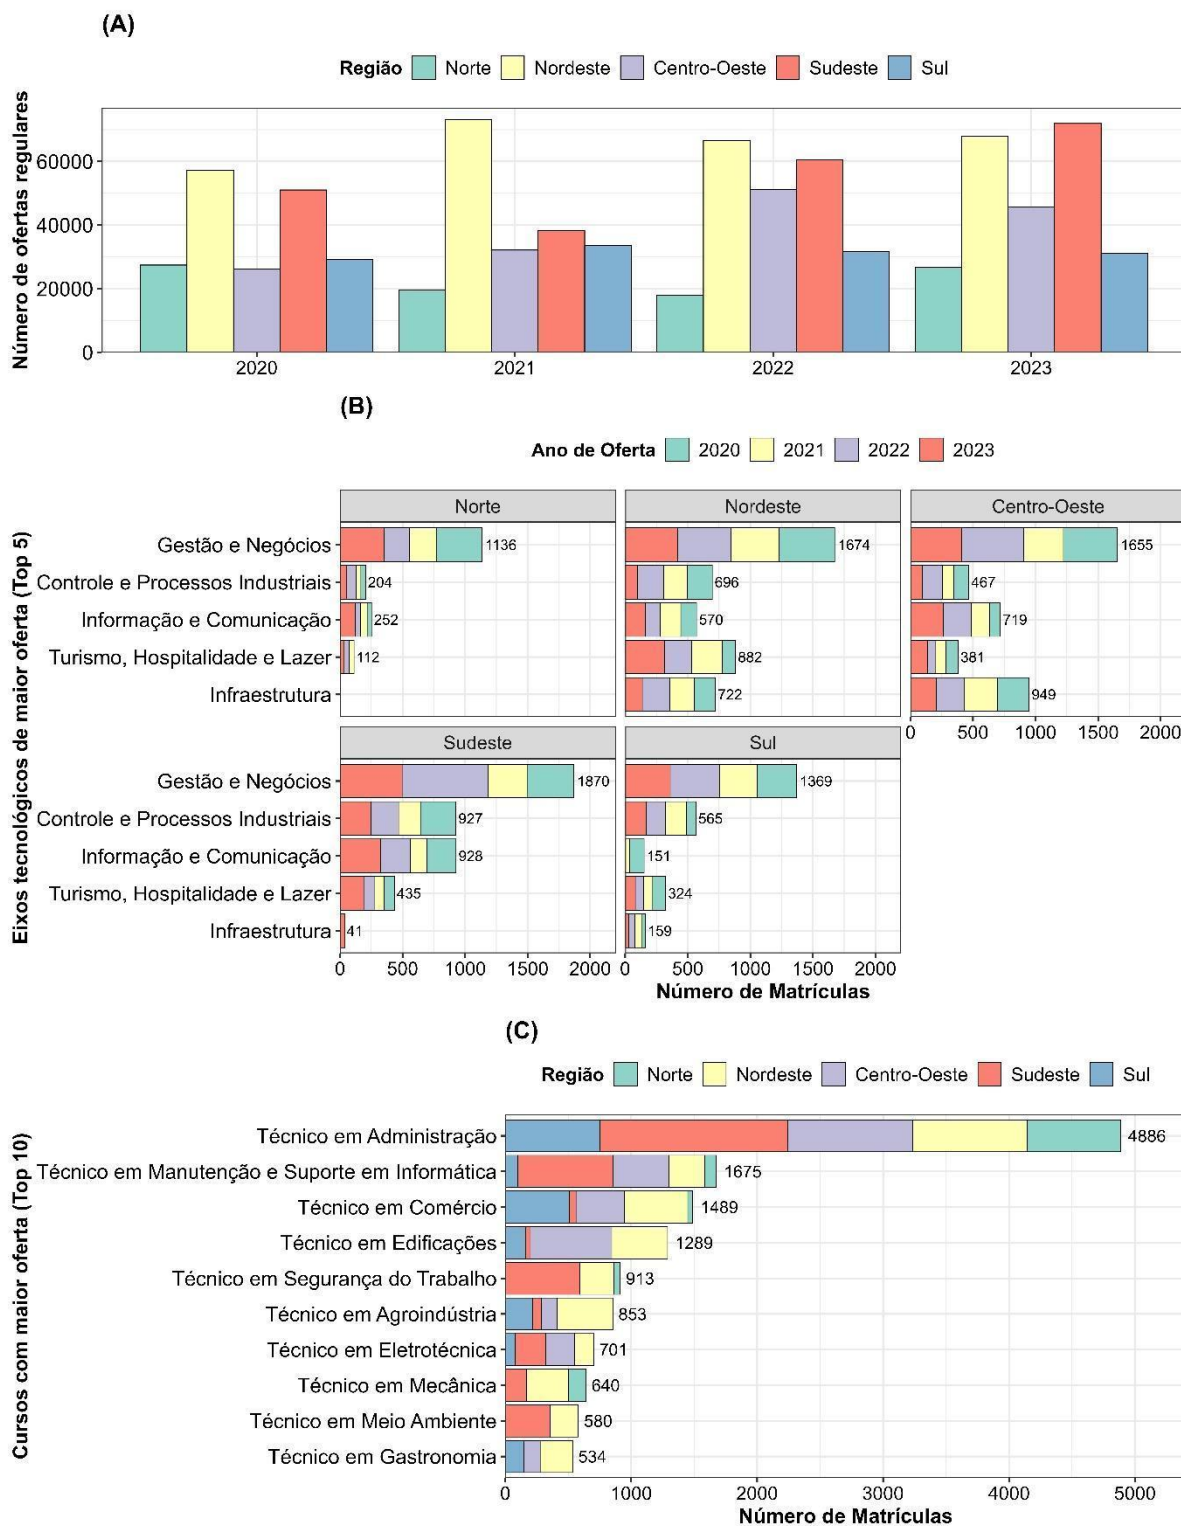 (A)
Região Norte Nordeste Centro-Oeste Sudeste Sul
Número de ofertas regulares
60000
40000
20000
0
2020 2021 2022 2023
(B)
Ano de Oferta 2020 2021 2022 2023
Eixos tecnológicos de maior oferta (Top 5)
Norte Nordeste Centro-Oeste
Gestão e Negócios 1136 1674 1655
Controle e Processos Industriais 204 696 467
Informação e Comunicação 252 570 719
Turismo, Hospitalidade e Lazer 112 882 381
Infraestrutura 722 949
0 500 1000 1500 2000
Sudeste Sul
Gestão e Negócios 1870 1369
Controle e Processos Industriais 927 565
Informação e Comunicação 928 151
Turismo, Hospitalidade e Lazer 435 324
Infraestrutura 41 159
0 500 1000 1500 2000 0 500 1000 1500 2000
Número de Matrículas
(C)
Região Norte Nordeste Centro-Oeste Sudeste Sul
Cursos com maior oferta (Top 10)
Técnico em Administração 4886
Técnico em Manutenção e Suporte em Informática 1675
Técnico em Comércio 1489
Técnico em Edificações 1289
Técnico em Segurança do Trabalho 913
Técnico em Agroindústria 853
Técnico em Eletrotécnica 701
Técnico em Mecânica 640
Técnico em Meio Ambiente 580
Técnico em Gastronomia 534
0 1000 2000 3000 4000 5000
Número de Matrículas